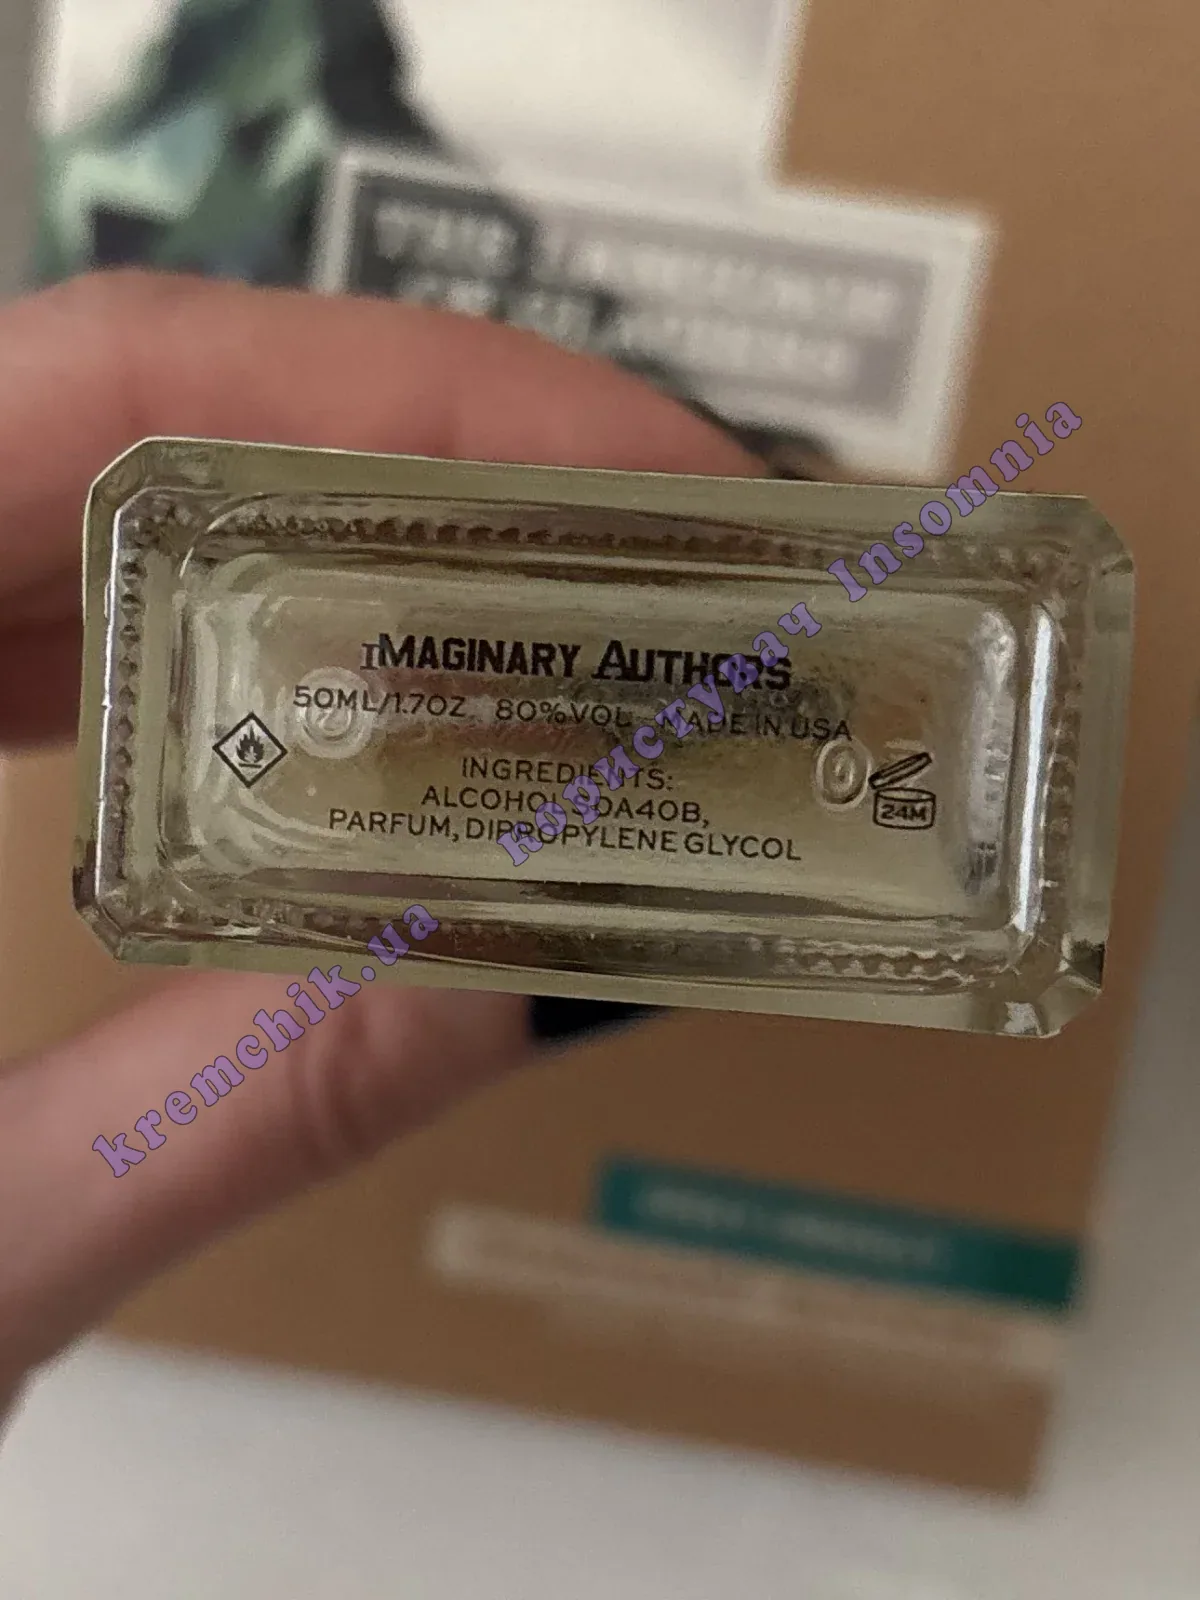 IMAGINARY AUTHORS
50ML/1.7OZ 80%VOL MADE IN USA
INGREDIENTS:
ALCOHOL SDA40B,
PARFUM, DIPROPYLENE GLYCOL
24M
kremchik.ua користувач Insomnia